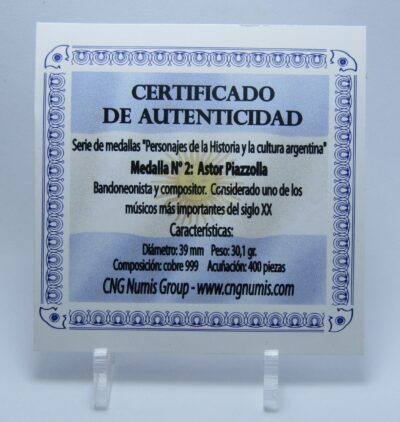 CERTIFICADO
DE AUTENTICIDAD
Serie de medallas "Personajes de la Historia y la cultura argentina"
Medalla N° 2: Astor Piazzolla
Bandoneonista y compositor. Considerado uno de los
músicos más importantes del siglo XX
Características:
Diámetro: 39 mm Peso: 30,1 gr.
Composición: cobre 999 Acuñación: 400 piezas
CNG Numis Group - www.cngnumis.com